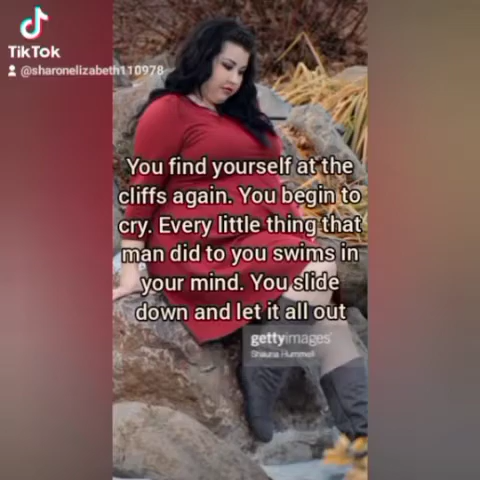 TikTok
@sharonelizabeth110978
You find yourself at the
cliffs again. You begin to
cry. Every little thing that
man did to you swims in
your mind. You slide
down and let it all out
gettyimages
Shauna Hummell